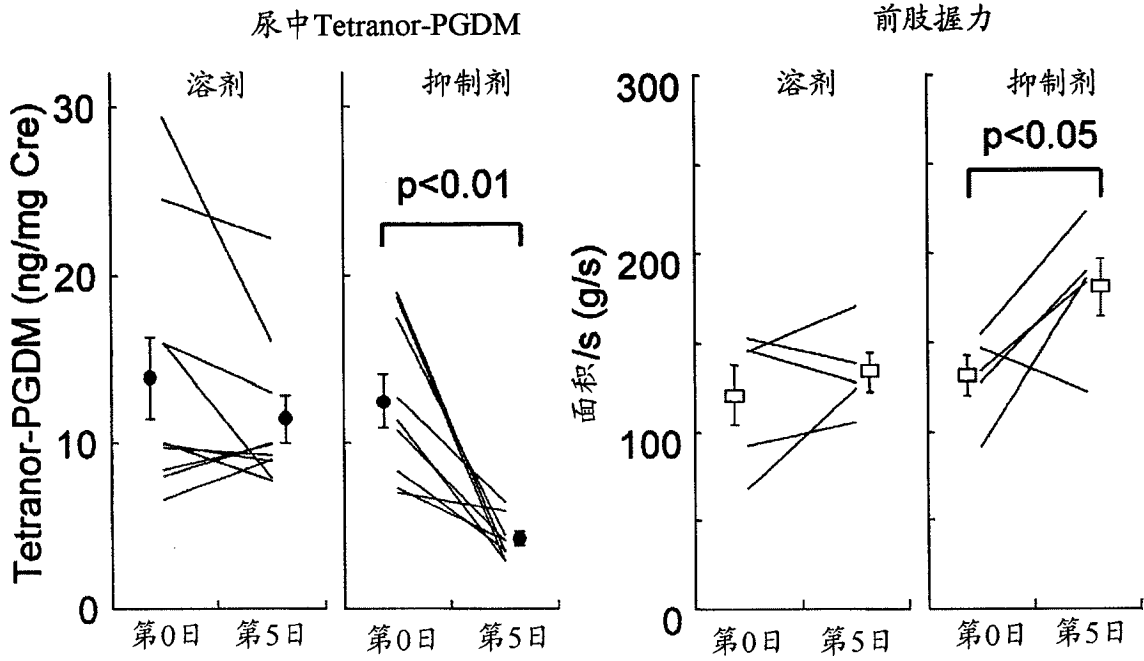 尿中Tetranor-PGDM
溶剂
抑制剂
Tetranor-PGDM (ng/mg Cre)
30
20
10
0
p<0.01
第0日
第5日
第0日
第5日
前肢握力
溶剂
抑制剂
面积/s (g/s)
300
200
100
0
p<0.05
第0日
第5日
第0日
第5日